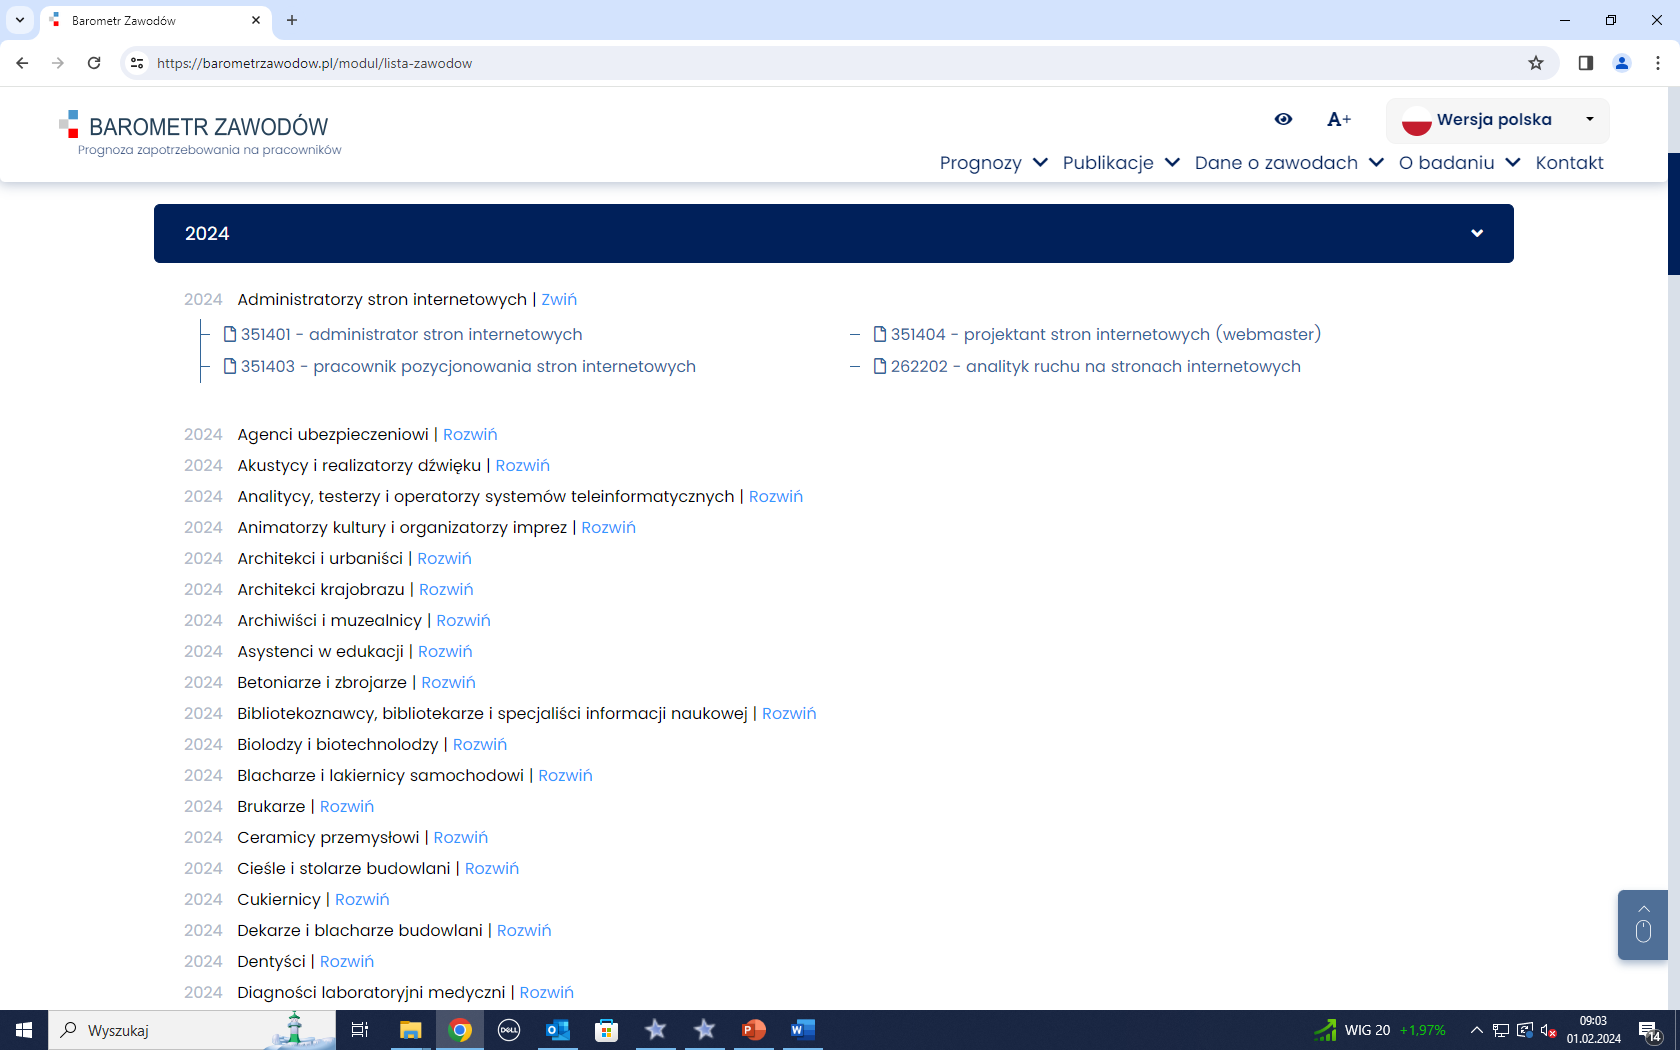 Barometr Zawodów
https://barometrzawodow.pl/modul/lista-zawodow
BAROMETR ZAWODÓW
Prognoza zapotrzebowania na pracowników
A+
Wersja polska
Prognozy Publikacje Dane o zawodach O badaniu Kontakt
2024
2024 Administratorzy stron internetowych | Zwiń
351401 - administrator stron internetowych
351404 - projektant stron internetowych (webmaster)
351403 - pracownik pozycjonowania stron internetowych
262202 - analityk ruchu na stronach internetowych
2024 Agenci ubezpieczeniowi | Rozwiń
2024 Akustycy i realizatorzy dźwięku | Rozwiń
2024 Analitycy, testerzy i operatorzy systemów teleinformatycznych | Rozwiń
2024 Animatorzy kultury i organizatorzy imprez | Rozwiń
2024 Architekci i urbaniści | Rozwiń
2024 Architekci krajobrazu | Rozwiń
2024 Archiwiści i muzealnicy | Rozwiń
2024 Asystenci w edukacji | Rozwiń
2024 Betoniarze i zbrojarze | Rozwiń
2024 Bibliotekoznawcy, bibliotekarze i specjaliści informacji naukowej | Rozwiń
2024 Biolodzy i biotechnolodzy | Rozwiń
2024 Blacharze i lakiernicy samochodowi | Rozwiń
2024 Brukarze | Rozwiń
2024 Ceramicy przemysłowi | Rozwiń
2024 Cieśle i stolarze budowlani | Rozwiń
2024 Cukiernicy | Rozwiń
2024 Dekarze i blacharze budowlani | Rozwiń
2024 Dentyści | Rozwiń
2024 Diagności laboratoryjni medyczni | Rozwiń
Wyszukaj
DELL
WIG 20 +1,97%
09:03
01.02.2024
14